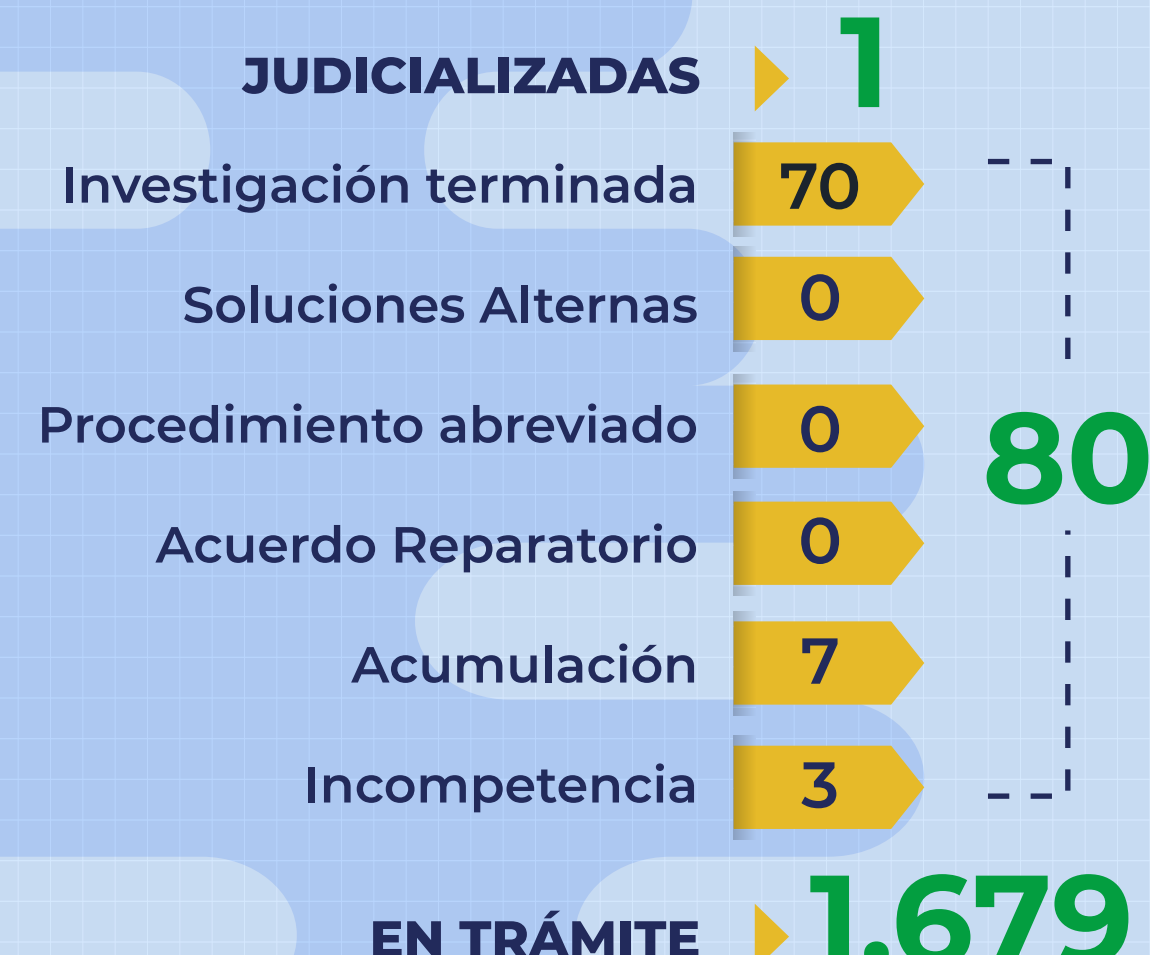 JUDICIALIZADAS 1
Investigación terminada 70
Soluciones Alternas 0
Procedimiento abreviado 0
80
Acuerdo Reparatorio 0
Acumulación 7
Incompetencia 3
EN TRÁMITE 1,679